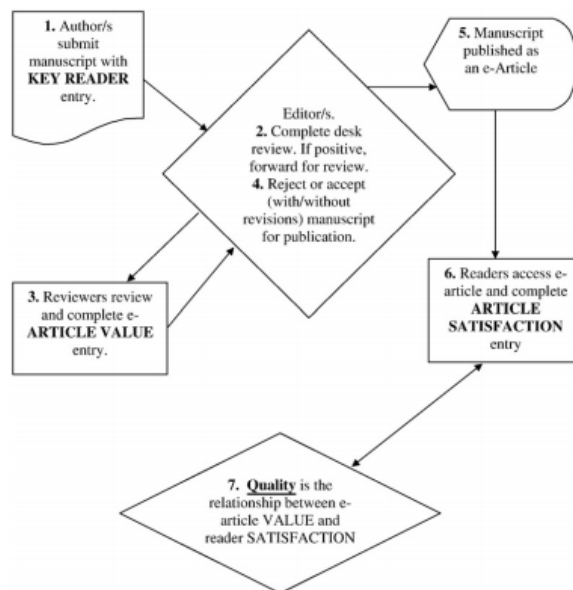 1. Author/s
submit
manuscript with
KEY READER
entry.
5. Manuscript
published as
an e-Article
Editor/s.
2. Complete desk
review. If positive,
forward for review.
4. Reject or accept
(with/without
revisions) manuscript
for publication.
3. Reviewers review
and complete e-
ARTICLE VALUE
entry.
6. Readers access e-
article and complete
ARTICLE
SATISFACTION
entry
7. Quality is the
relationship between e-
article VALUE and
reader SATISFACTION